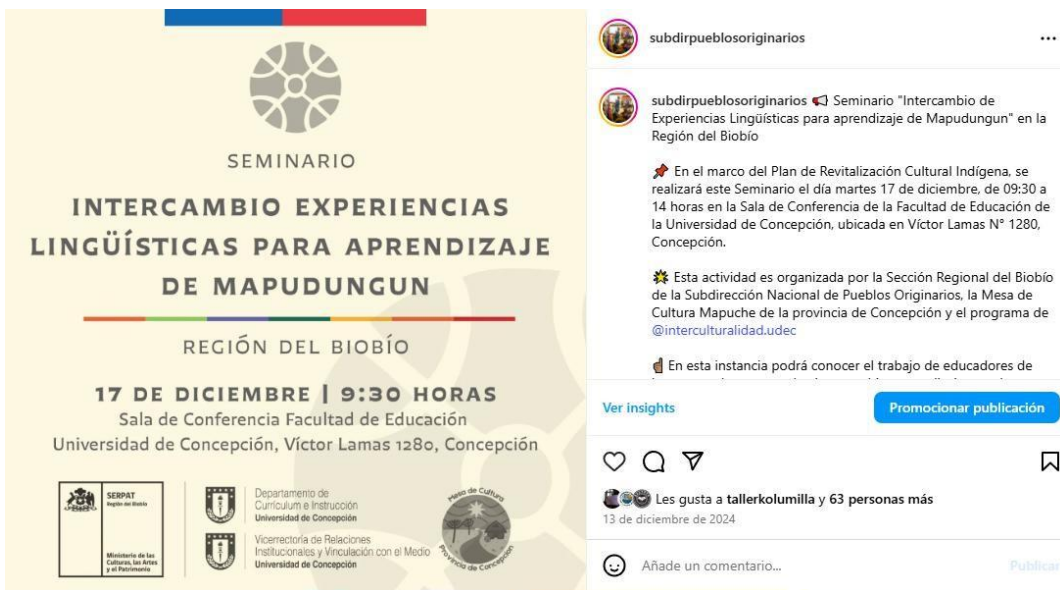 SEMINARIO
INTERCAMBIO EXPERIENCIAS
LINGÜÍSTICAS PARA APRENDIZAJE
DE MAPUDUNGUN
REGIÓN DEL BIOBÍO
17 DE DICIEMBRE | 9:30 HORAS
Sala de Conferencia Facultad de Educación
Universidad de Concepción, Víctor Lamas 1280, Concepción
SERPAT
Región del Biobío
Ministerio de las
Culturas, las Artes
y el Patrimonio
Departamento de
Currículum e Instrucción
Universidad de Concepción
Vicerrectoría de Relaciones
Institucionales y Vinculación con el Medio
Universidad de Concepción
Mesa de Cultura
Provincia de Concepción
subdirpueblosoriginarios
subdirpueblosoriginarios 📢 Seminario "Intercambio de
Experiencias Lingüísticas para aprendizaje de Mapudungun" en la
Región del Biobío
📌 En el marco del Plan de Revitalización Cultural Indígena, se
realizará este Seminario el día martes 17 de diciembre, de 09:30 a
14 horas en la Sala de Conferencia de la Facultad de Educación de
la Universidad de Concepción, ubicada en Víctor Lamas N° 1280,
Concepción.
🌟 Esta actividad es organizada por la Sección Regional del Biobío
de la Subdirección Nacional de Pueblos Originarios, la Mesa de
Cultura Mapuche de la provincia de Concepción y el programa de
@interculturalidad.udec
☝🏽 En esta instancia podrá conocer el trabajo de educadores de
Ver insights
Promocionar publicación
Les gusta a tallerkolumilla y 63 personas más
13 de diciembre de 2024
Añade un comentario...
Publicar